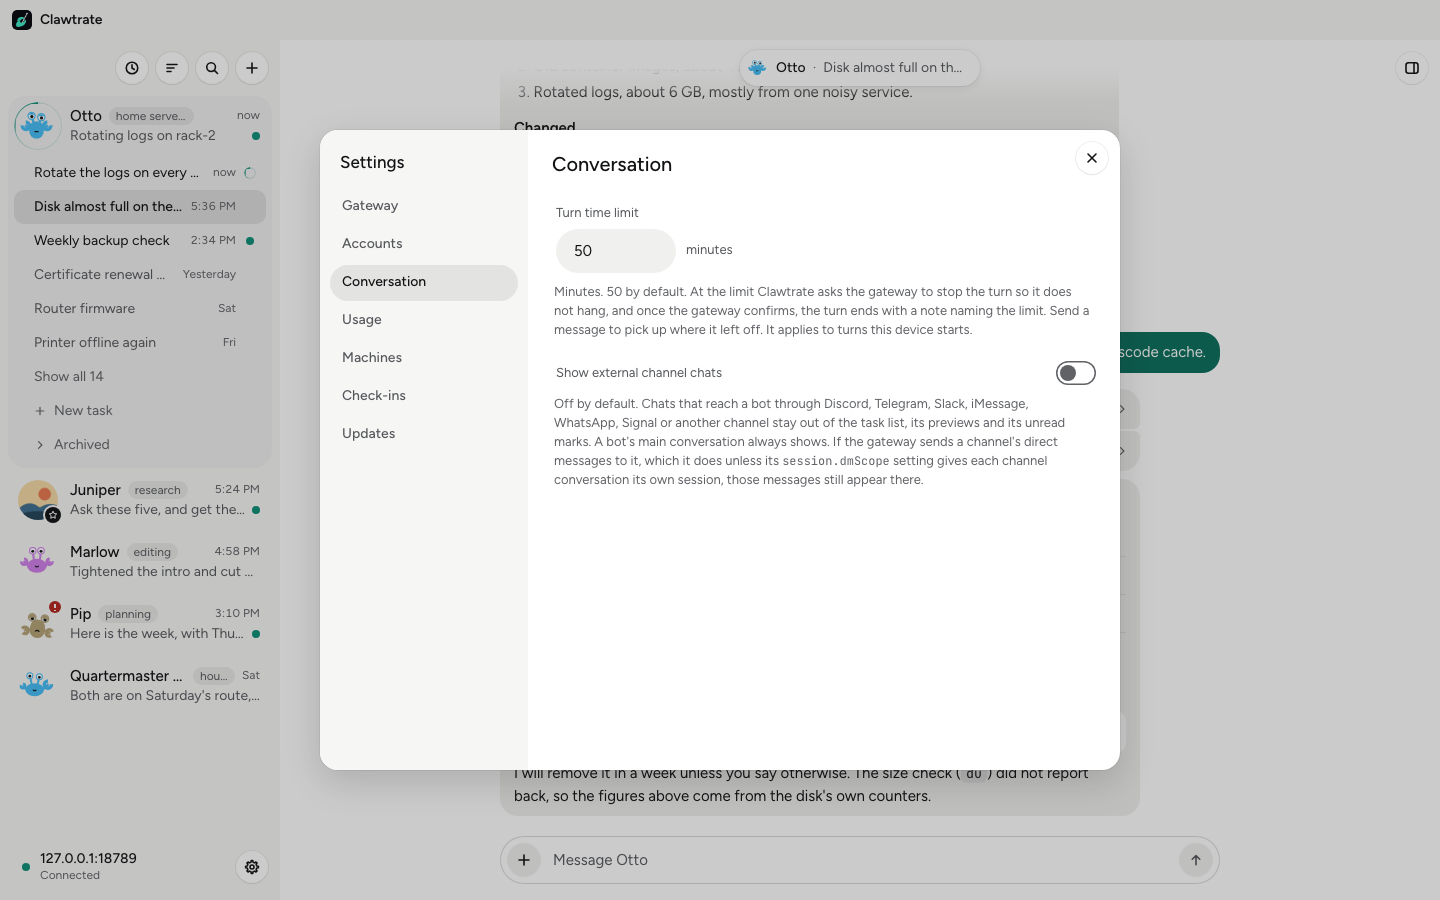 Clawtrate
Otto
home serve...
now
Rotating logs on rack-2
Rotate the logs on every ...
now
Disk almost full on the...
5:36 PM
Weekly backup check
2:34 PM
Certificate renewal ...
Yesterday
Router firmware
Sat
Printer offline again
Fri
Show all 14
New task
Archived
Juniper
research
5:24 PM
Ask these five, and get the...
Marlow
editing
4:58 PM
Tightened the intro and cut ...
Pip
planning
3:10 PM
Here is the week, with Thu...
Quartermaster ...
hou...
Sat
Both are on Saturday's route,...
127.0.0.1:18789
Connected
Otto · Disk almost full on th...
3. Rotated logs, about 6 GB, mostly from one noisy service.
Changed
Settings
Gateway
Accounts
Conversation
Usage
Machines
Check-ins
Updates
Conversation
Turn time limit
50
minutes
Minutes. 50 by default. At the limit Clawtrate asks the gateway to stop the turn so it does
not hang, and once the gateway confirms, the turn ends with a note naming the limit. Send a
message to pick up where it left off. It applies to turns this device starts.
Show external channel chats
Off by default. Chats that reach a bot through Discord, Telegram, Slack, iMessage,
WhatsApp, Signal or another channel stay out of the task list, its previews and its unread
marks. A bot's main conversation always shows. If the gateway sends a channel's direct
messages to it, which it does unless its session.dmScope setting gives each channel
conversation its own session, those messages still appear there.
scode cache.
I will remove it in a week unless you say otherwise. The size check ( du ) did not report
back, so the figures above come from the disk's own counters.
Message Otto